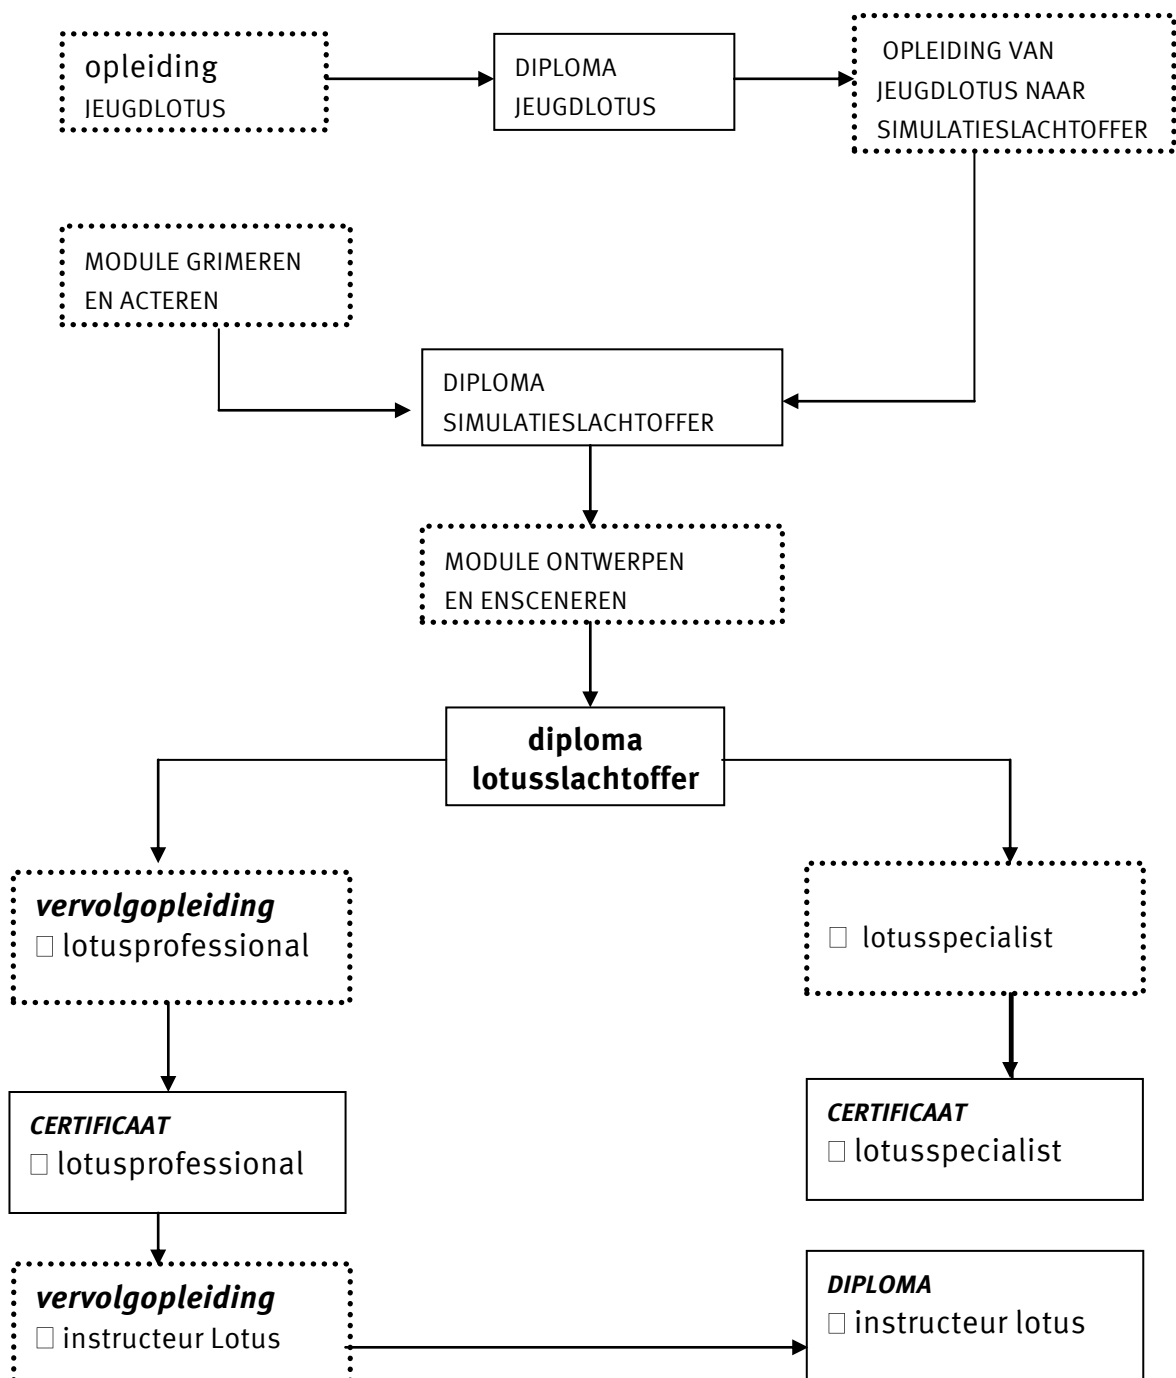 opleiding
JEUGDLOTUS
DIPLOMA
JEUGDLOTUS
OPLEIDING VAN
JEUGDLOTUS NAAR
SIMULATIESLACHTOFFER
MODULE GRIMEREN
EN ACTEREN
DIPLOMA
SIMULATIESLACHTOFFER
MODULE ONTWERPEN
EN ENSCENEREN
diploma
lotusslachtoffer
vervolgopleiding
□ lotusprofessional
□ lotusspecialist
CERTIFICAAT
□ lotusprofessional
CERTIFICAAT
□ lotusspecialist
vervolgopleiding
□ instructeur Lotus
DIPLOMA
□ instructeur lotus